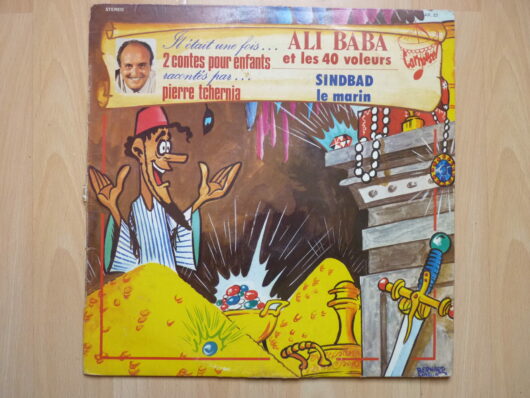 STEREO
Il était une fois...
2 contes pour enfants
racontés par...
pierre tchernia
ALI BABA
et les 40 voleurs
SINDBAD
le marin